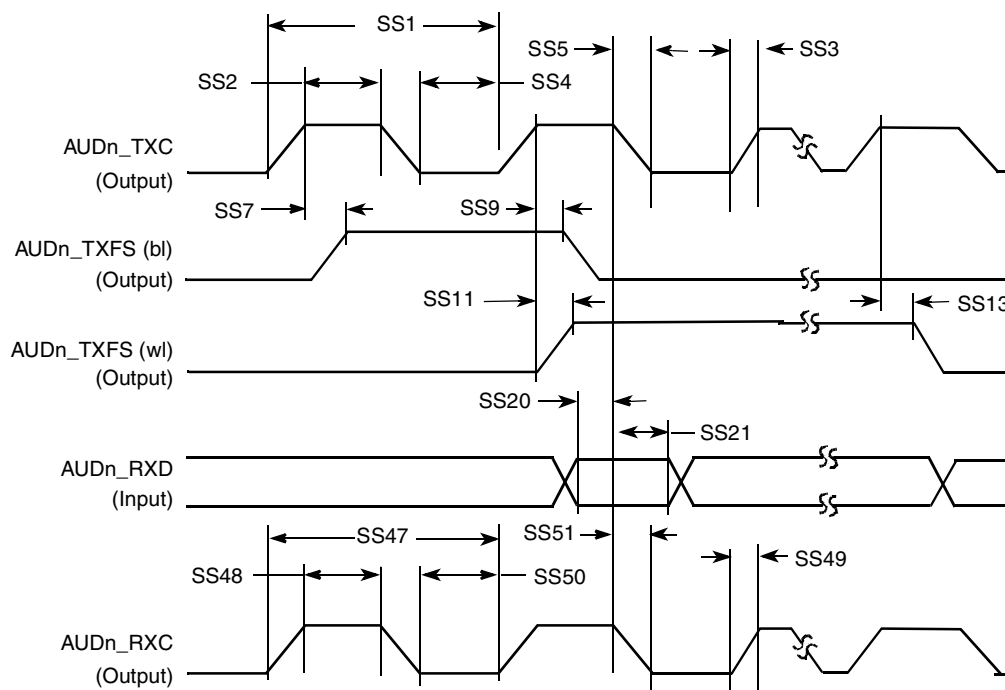 SS1
SS5
SS3
SS2
SS4
AUDn_TXC
(Output)
SS7
SS9
AUDn_TXFS (bl)
(Output)
SS11
SS13
AUDn_TXFS (wl)
(Output)
SS20
SS21
AUDn_RXD
(Input)
SS47
SS51
SS49
SS48
SS50
AUDn_RXC
(Output)